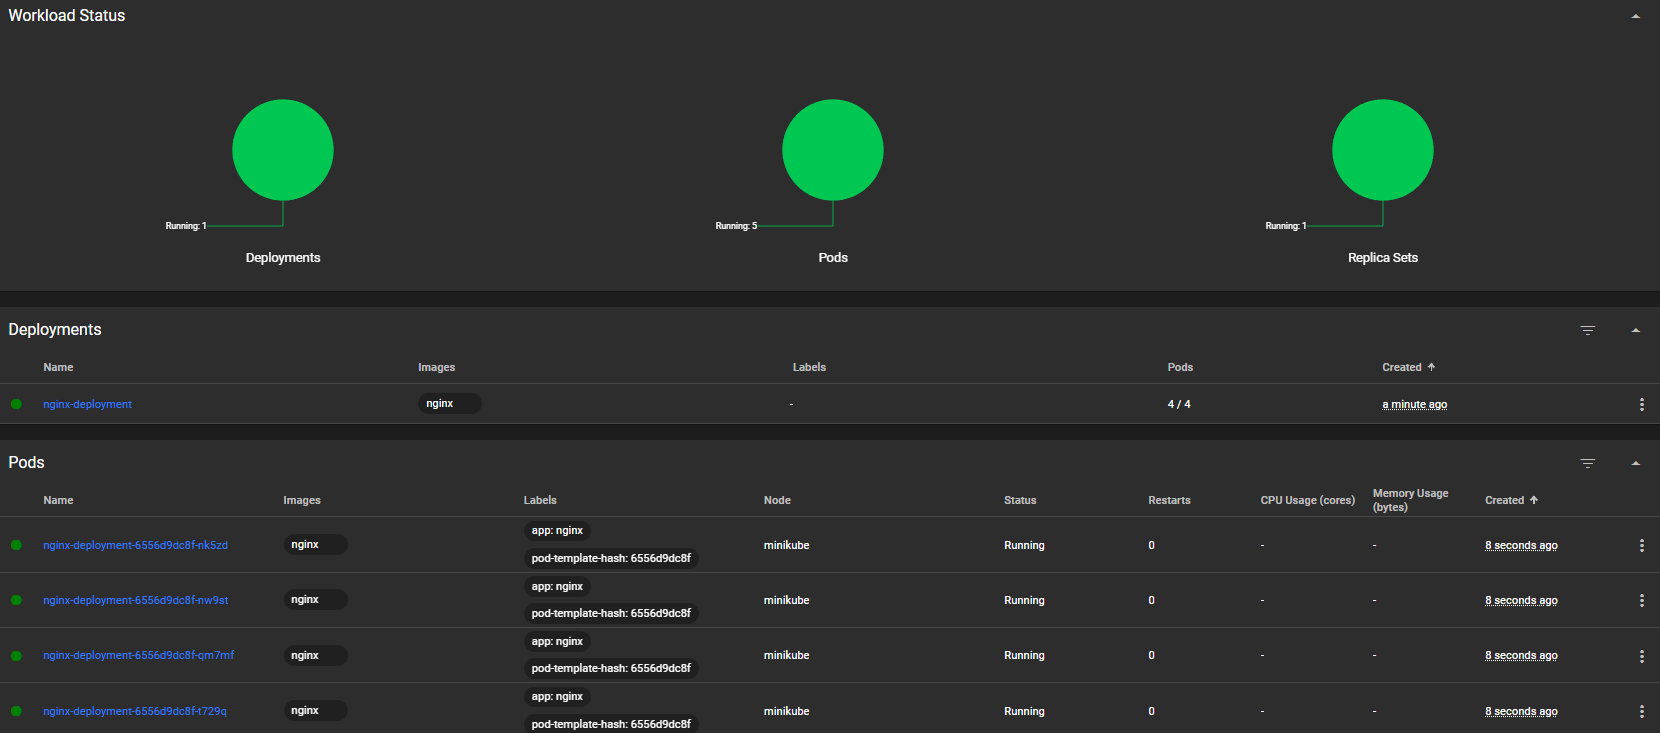 Workload Status
Running: 1
Running: 5
Running: 1
Deployments
Pods
Replica Sets
Deployments
Name Images Labels Pods Created
nginx-deployment nginx - 4 / 4 a minute ago
Pods
Name Images Labels Node Status Restarts CPU Usage (cores) Memory Usage (bytes) Created
nginx-deployment-6556d9dc8f-nk5zd nginx app: nginx minikube Running 0 - - 8 seconds ago
pod-template-hash: 6556d9dc8f
nginx-deployment-6556d9dc8f-nw9st nginx app: nginx minikube Running 0 - - 8 seconds ago
pod-template-hash: 6556d9dc8f
nginx-deployment-6556d9dc8f-qm7mf nginx app: nginx minikube Running 0 - - 8 seconds ago
pod-template-hash: 6556d9dc8f
nginx-deployment-6556d9dc8f-t729q nginx app: nginx minikube Running 0 - - 8 seconds ago
pod-template-hash: 6556d9dc8f